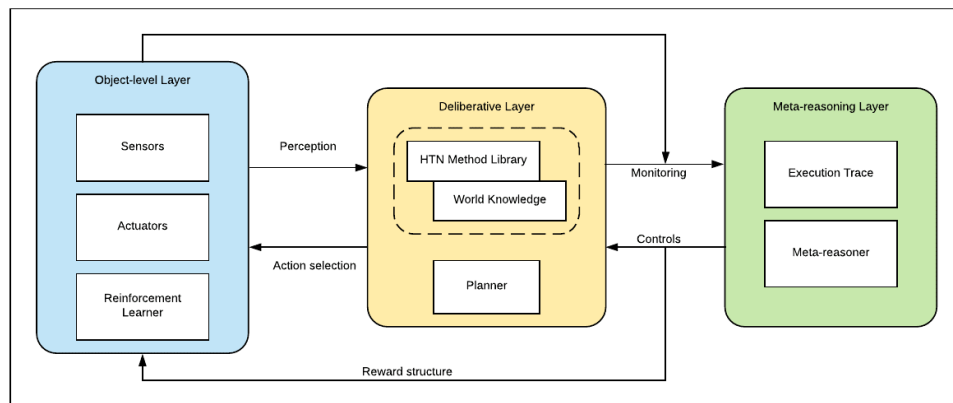 Object-level Layer
Sensors
Actuators
Reinforcement
Learner
Perception
Action selection
Deliberative Layer
HTN Method Library
World Knowledge
Planner
Monitoring
Controls
Reward structure
Meta-reasoning Layer
Execution Trace
Meta-reasoner